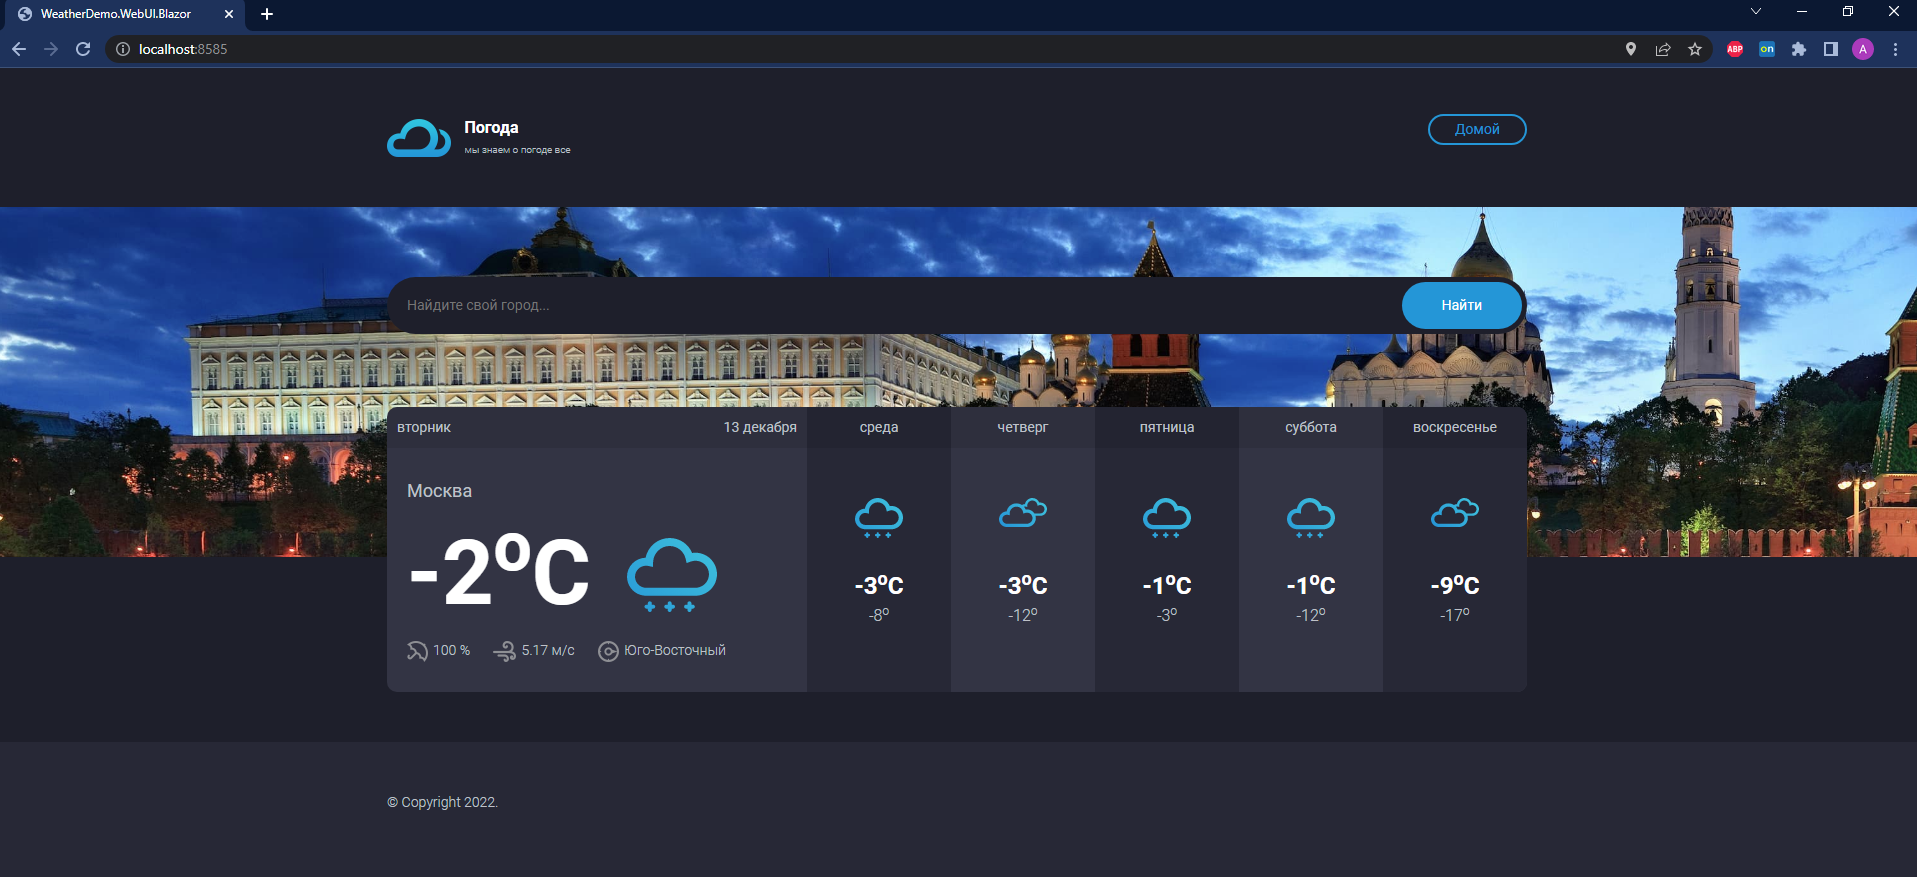 WeatherDemo.WebUI.Blazor
localhost:8585
ABP
on
A
Погода
мы знаем о погоде все
Домой
Найдите свой город...
Найти
вторник
13 декабря
Москва
-2°C
100 %
5.17 м/с
Юго-Восточный
среда
-3°C
-8°
четверг
-3°C
-12°
пятница
-1°C
-3°
суббота
-1°C
-12°
воскресенье
-9°C
-17°
© Copyright 2022.